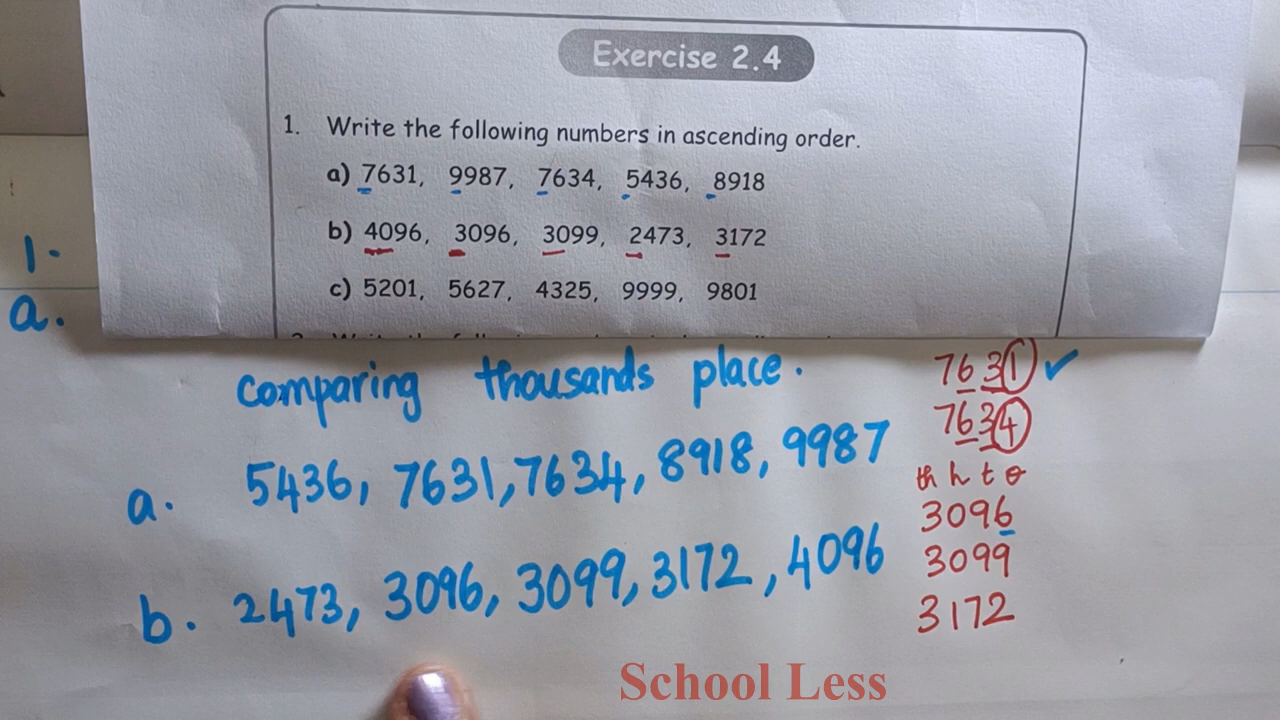 Exercise 2.4
1. Write the following numbers in ascending order.
a) 7631, 9987, 7634, 5436, 8918
b) 4096, 3096, 3099, 2473, 3172
c) 5201, 5627, 4325, 9999, 9801
1.
a.
comparing thousands place.
a. 5436, 7631, 7634, 8918, 9987
b. 2473, 3096, 3099, 3172, 4096
7631 ✓
7634
th h t o
3096
3099
3172
School Less